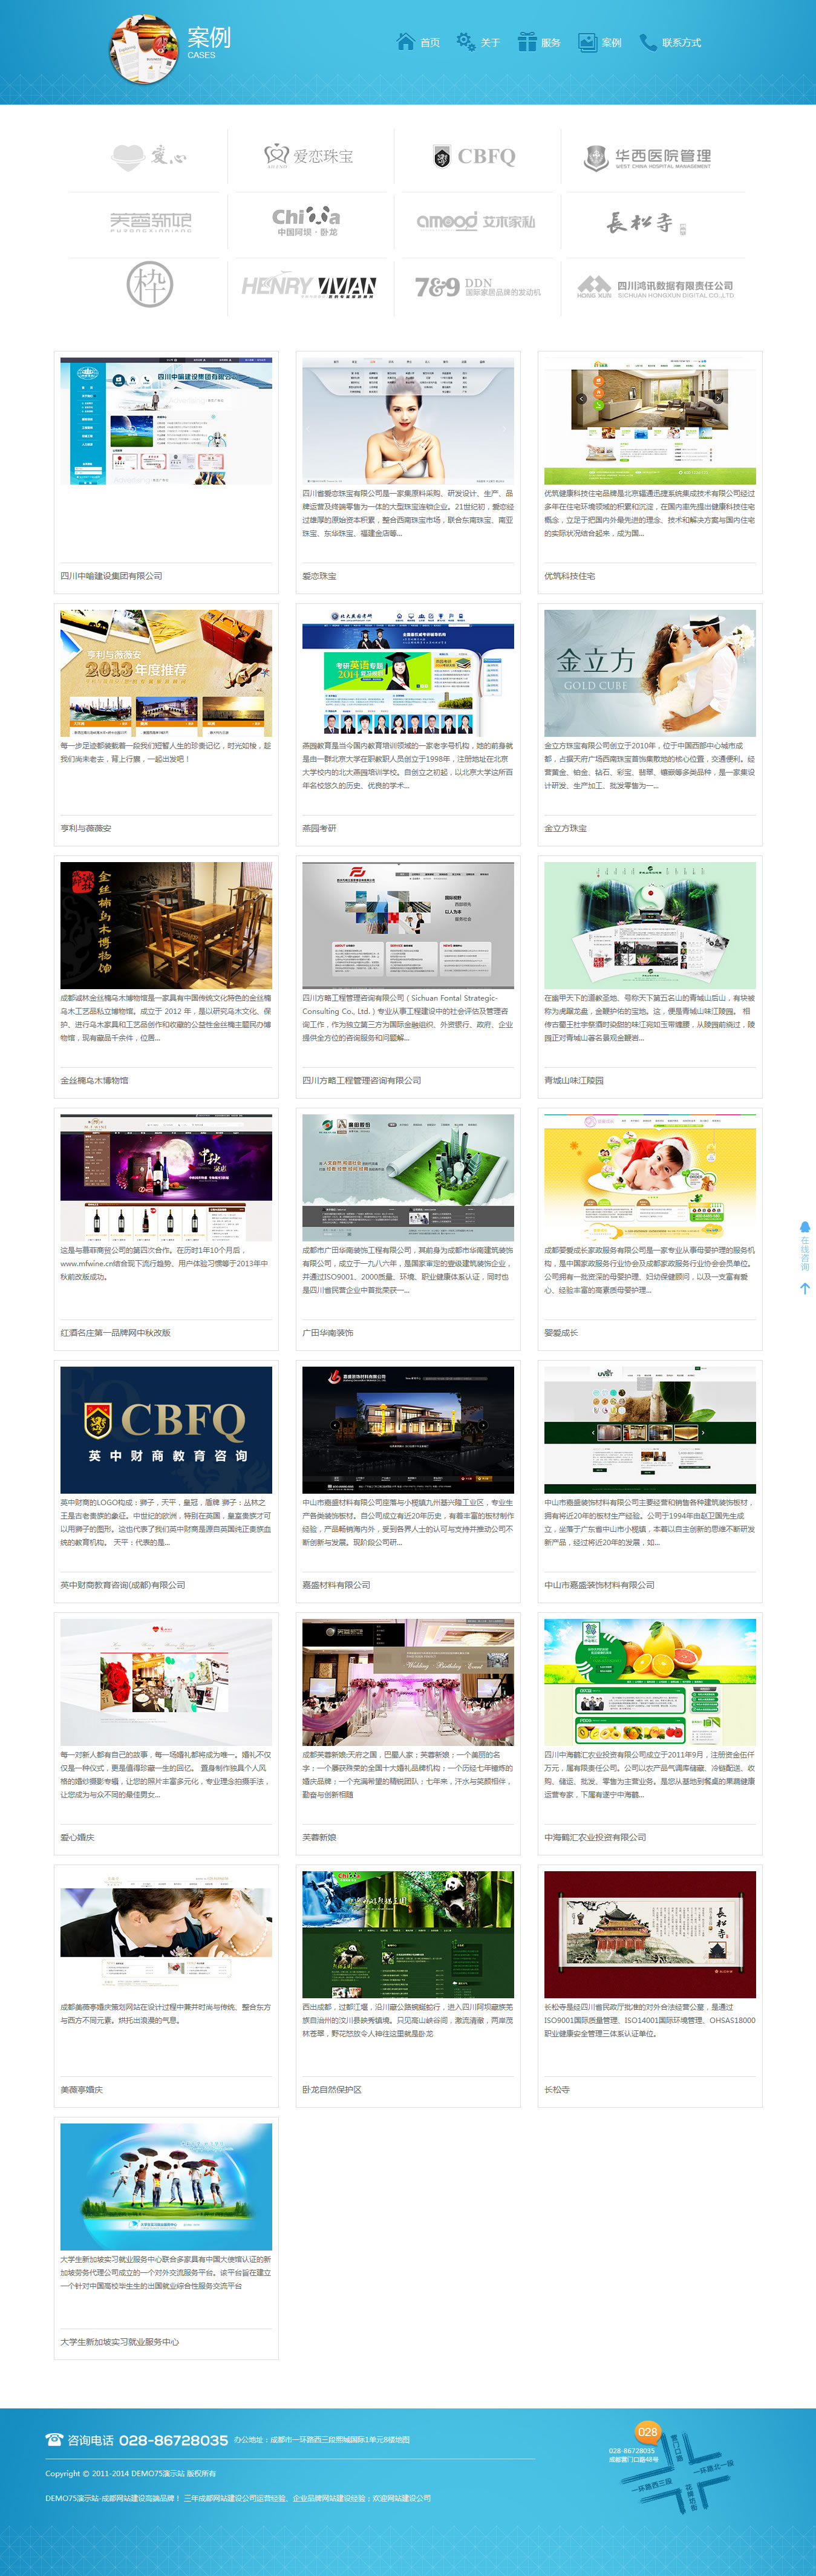 案例
CASES
首页
关于
服务
案例
联系方式
爱心
爱恋珠宝
CBFQ
华西医院管理
WEST CHINA HOSPITAL MANAGEMENT
芙蓉新娘
FURONGXINNIANG
中国阿坝·卧龙
amood 艾木家私
長松寺
HENRY VIVIAN
7&9 DDN
国际家居品牌的发动机
四川鸿讯数据有限责任公司
HONG XUN SICHUAN HONGXUN DIGITAL CO.,LTD
四川中喻建设集团有限公司
四川中喻建设集团有限公司
四川省爱恋珠宝有限公司是一家集原料采购、研发设计、生产、品
牌运营及终端零售为一体的大型珠宝连锁企业。21世纪初，爱恋经
过雄厚的原始资本积累，整合西南珠宝市场，联合东南珠宝、南亚
珠宝、东华珠宝、福建金店等...
爱恋珠宝
优筑健康科技住宅品牌是北京辐通迅捷系统集成技术有限公司经过
多年在住宅环境领域的积累和沉淀，在国内率先提出健康科技住宅
概念，立足于把国内外最先进的理念、技术和解决方案与国内住宅
的实际状况结合起来，成为国...
优筑科技住宅
亨利与薇薇安
2013年度推荐
每一步足迹都装载着一段我们短暂人生的珍贵记忆，时光如梭，趁
我们尚未老去，背上行囊，一起出发吧！
亨利与薇薇安
考研英语专题
2014
燕园教育是当今国内教育培训领域的一家老字号机构，她的前身就
是由一群北京大学在职教职人员创立于1998年，注册地址在北京
大学校内的北大燕园培训学校。自创立之初起，以北京大学这所百
年名校悠久的历史、优良的学术...
燕园考研
金立方
GOLD CUBE
金立方珠宝有限公司创立于2010年，位于中国西部中心城市成
都，占据天府广场西南珠宝首饰集散地的核心位置，交通便利。经
营黄金、铂金、钻石、彩宝、翡翠、镶嵌等多类品种，是一家集设
计研发、生产加工、批发零售为一...
金立方珠宝
金丝楠乌木博物馆
成都诚林金丝楠乌木博物馆是一家具有中国传统文化特色的金丝楠
乌木工艺品私立博物馆。成立于 2012 年，是以研究乌木文化、保
护、进行乌木家具和工艺品创作和收藏的公益性金丝楠主题民办博
物馆，现有藏品千余件，位居...
金丝楠乌木博物馆
四川方略工程管理咨询有限公司（Sichuan Fontal Strategic-
Consulting Co., Ltd.）专业从事工程建设中的社会评估及管理咨
询工作，作为独立第三方为国际金融组织、外资银行、政府、企业
提供全方位的咨询服务和问题解...
四川方略工程管理咨询有限公司
在幽甲天下的道教圣地、号称天下第五名山的青城山后山，有块被
称为虎踞龙盘，金鞭护佑的宝地。这，便是青城山味江陵园。 相
传古蜀王杜宇祭酒时染甜的味江宛如玉带缠腰，从陵园前绕过，陵
园正对青城山著名景观金鞭岩...
青城山味江陵园
这是与慕菲商贸公司的第四次合作。在历时1年10个月后，
www.mfwine.cn结合现下流行趋势、用户体验习惯等于2013年中
秋前改版成功。
红酒名庄第一品牌网中秋改版
成都市广田华南装饰工程有限公司，其前身为成都市华南建筑装饰
有限公司，成立于一九八六年，是国家审定的壹级建筑装饰企业，
并通过ISO9001、2000质量、环境、职业健康体系认证，同时也
是四川省民营企业中首批荣获一...
广田华南装饰
成都婴爱成长家政服务有限公司是一家专业从事母婴护理的服务机
构，是中国家政服务行业协会及成都家政服务行业协会会员单位。
公司拥有一批资深的母婴护理、妇幼保健顾问，以及一支富有爱
心、经验丰富的高素质母婴护理...
婴爱成长
在线咨询
CBFQ
英中财商教育咨询
英中财商的LOGO构成：狮子，天平，皇冠，盾牌 狮子：丛林之
王是古老贵族的象征。中世纪的欧洲，特别在英国，皇室贵族才可
以用狮子的图形。这也代表了我们英中财商是源自英国纯正贵族血
统的教育机构。 天平：代表的是...
英中财商教育咨询(成都)有限公司
中山市嘉盛材料有限公司座落与小榄镇九州基兴隆工业区，专业生
产各类装饰板材。自公司成立有近20年历史，有着丰富的板材制作
经验，产品畅销海内外，受到各界人士的认可与支持并推动公司不
断创新与发展。现阶段公司研...
嘉盛材料有限公司
中山市嘉盛装饰材料有限公司主要经营和销售各种建筑装饰板材，
拥有将近20年的板材生产经验。公司于1994年由赵卫国先生成
立，坐落于广东省中山市小榄镇，本着以自主创新的思维不断研发
新产品，经过将近20年的发展，如...
中山市嘉盛装饰材料有限公司
每一对新人都有自己的故事，每一场婚礼都将成为唯一。婚礼不仅
仅是一种仪式，更是值得珍藏一生的回忆。 置身制作独具个人风
格的婚纱摄影专辑，让您的照片丰富多元化，专业理念拍摄手法，
让您成为与众不同的最佳男女...
爱心婚庆
成都芙蓉新娘:天府之国，巴蜀人家；芙蓉新娘：一个美丽的名
字；一个屡获殊荣的全国十大婚礼品牌机构；一个历经七年锤炼的
婚庆品牌；一个充满希望的精锐团队；七年来，汗水与笑颜相伴，
勤奋与创新相随
芙蓉新娘
四川中海鹤汇农业投资有限公司成立于2011年9月，注册资金伍仟
万元，属有限责任公司。公司以农产品气调库储藏、冷链配送、收
购、储运、批发、零售为主营业务。是您从基地到餐桌的果蔬健康
运营专家，下属有遂宁中海鹤...
中海鹤汇农业投资有限公司
成都美薇亭婚庆策划网站在设计过程中兼并时尚与传统，整合东方
与西方不同元素。烘托出浪漫的气息。
美薇亭婚庆
西出成都，过都江堰，沿川藏公路蜿蜒蛇行，进入四川阿坝藏族羌
族自治州的汶川县映秀镇境。只见高山峡谷间，激流清澈，两岸茂
林苍翠，野花怒放令人神往这里就是卧龙
卧龙自然保护区
長松寺
长松寺是经四川省民政厅批准的对外合法经营公墓，是通过
ISO9001国际质量管理、ISO14001国际环境管理、OHSAS18000
职业健康安全管理三体系认证单位。
长松寺
大学生新加坡实习就业服务中心联合多家具有中国大使馆认证的新
加坡劳务代理公司成立的一个对外交流服务平台。该平台旨在建立
一个针对中国高校毕业生的出国就业综合性服务交流平台
大学生新加坡实习就业服务中心
咨询电话 028-86728035 办公地址：成都市一环路西三段熙城国际1单元8楼地图
Copyright © 2011-2014 DEMO75演示站 版权所有
DEMO75演示站-成都网站建设高端品牌！ 三年成都网站建设公司运营经验、企业品牌网站建设经验；欢迎网站建设公司
028
028-86728035
成都营门口路48号
营门口路
一环路北一段
一环路西三段